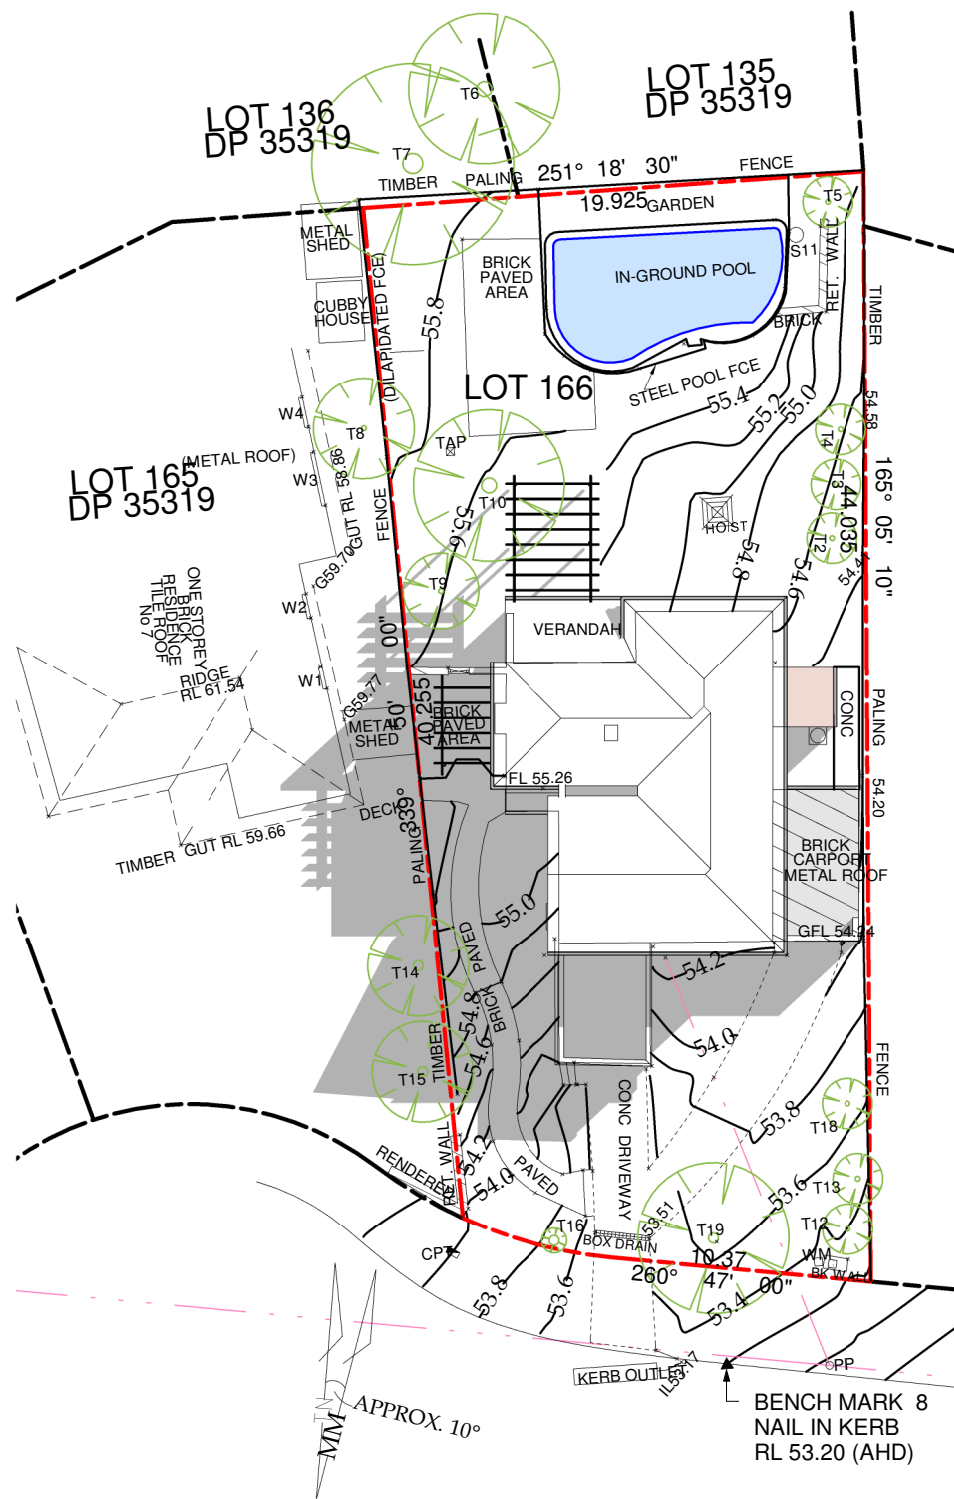 LOT 135
DP 35319
LOT 136
DP 35319
T6
T7
TIMBER
PALING
251° 18' 30"
FENCE
19.925
GARDEN
T5
METAL
SHED
CUBBY
HOUSE
(DILAPIDATED FCE)
BRICK
PAVED
AREA
IN-GROUND POOL
S11
RET. WALL
BRICK
TIMBER
55.8
STEEL POOL FCE
LOT 166
55.4
55.2
55.0
54.58
W4
T8
TAP
T4
LOT 165
DP 35319
(METAL ROOF)
W3
GUT RL 58.86
FENCE
T10
55.6
HOIST
T3
T2
44.035
165° 05' 10"
G59.70
54.8
54.6
ONE STOREY
BRICK
RESIDENCE
TILE ROOF
No 7
W2
T9
VERANDAH
RIDGE
RL 61.54
W1
G59.77
339° 50' 00"
40.255
METAL
SHED
BRICK
PAVED
AREA
CONC
PALING
FL 55.26
54.20
DECK
TIMBER
GUT RL 59.66
PALING
BRICK
CARPORT
METAL ROOF
55.0
GFL 54.24
T14
BRICK PAVED
54.2
54.8
54.6
54.0
TIMBER
T15
FENCE
CONC DRIVEWAY
53.8
T18
RET. WALL
54.2
RENDERED
54.0
PAVED
53.6
T13
T16
53.51
T19
T12
CP
BOX DRAIN
10.37
WM
BK WALL
260° 47' 00"
53.8
53.6
53.4
KERB OUTLET
IL53.17
PP
APPROX. 10°
MM
BENCH MARK 8
NAIL IN KERB
RL 53.20 (AHD)